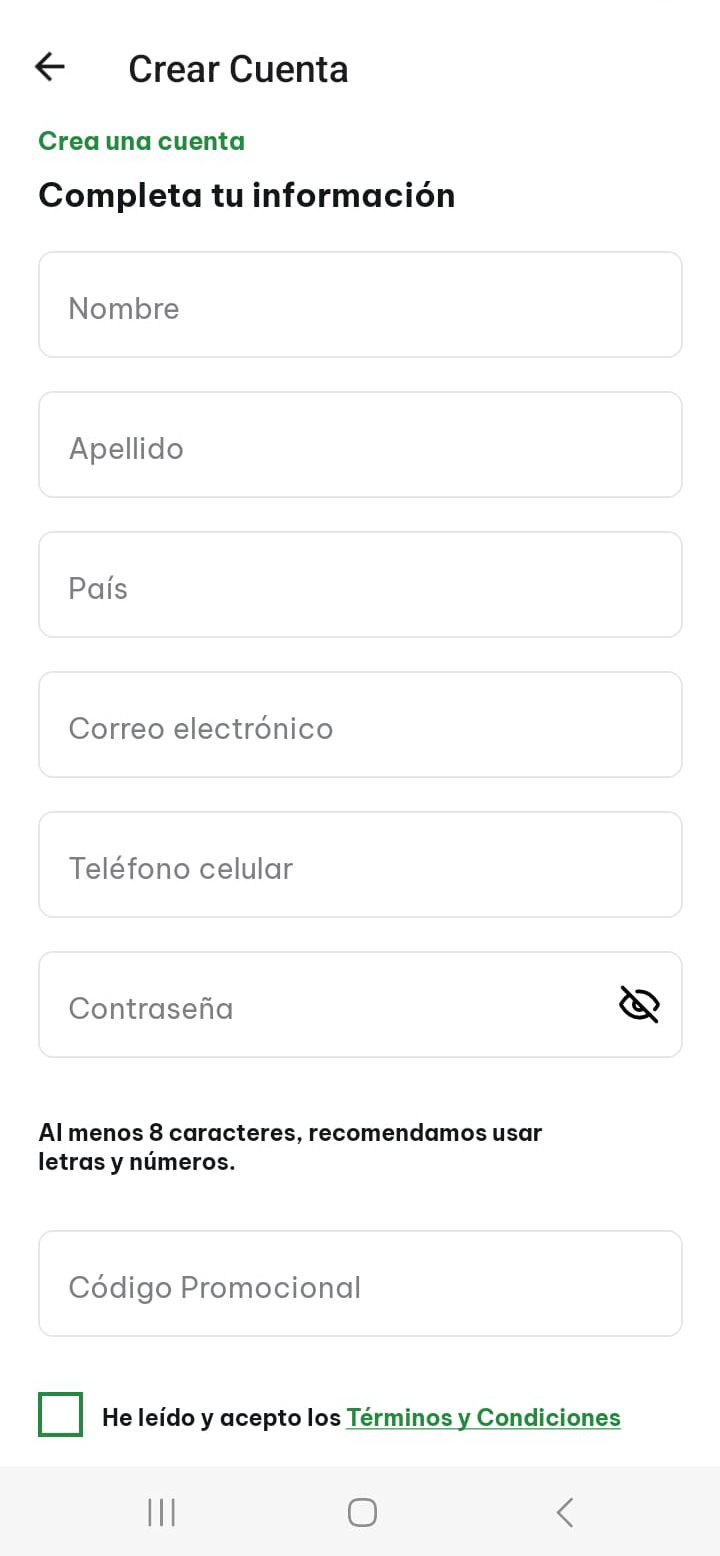 Crear Cuenta
Crea una cuenta
Completa tu información
Nombre
Apellido
País
Correo electrónico
Teléfono celular
Contraseña
Al menos 8 caracteres, recomendamos usar
letras y números.
Código Promocional
He leído y acepto los Términos y Condiciones